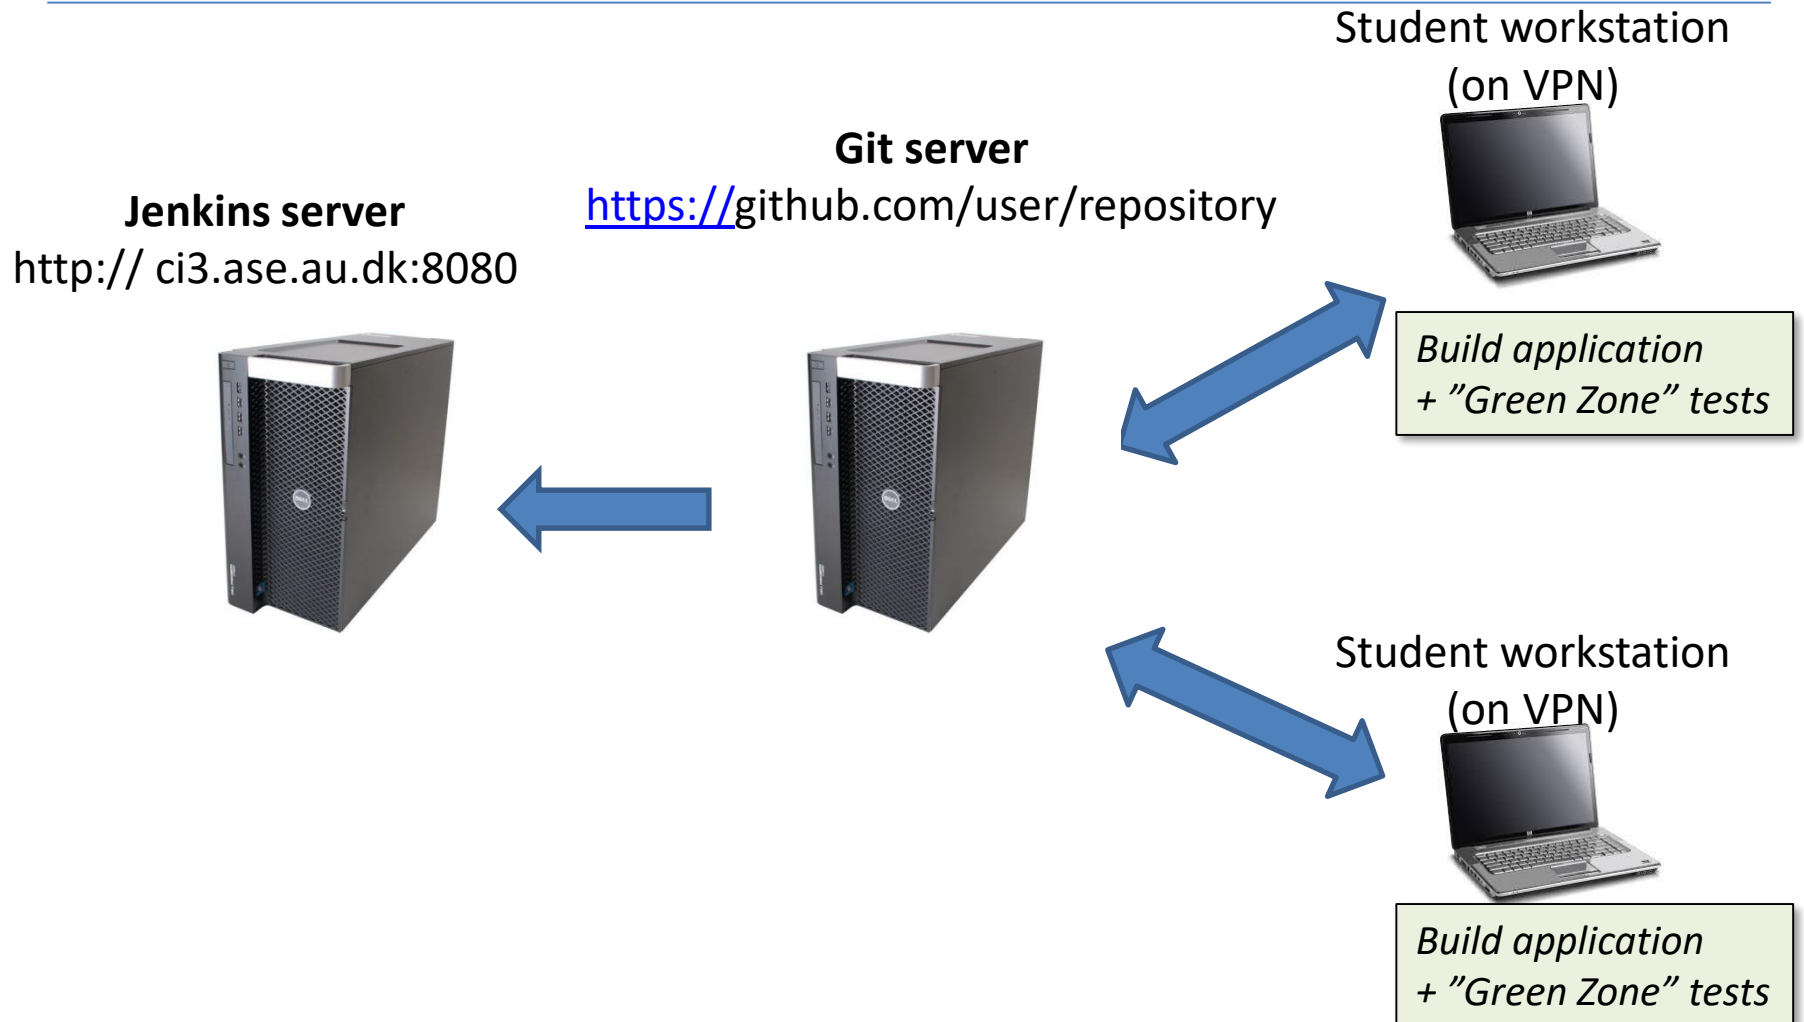 Student workstation
(on VPN)
Git server
https://github.com/user/repository
Jenkins server
http:// ci3.ase.au.dk:8080
Build application
+ ”Green Zone” tests
Student workstation
(on VPN)
Build application
+ ”Green Zone” tests